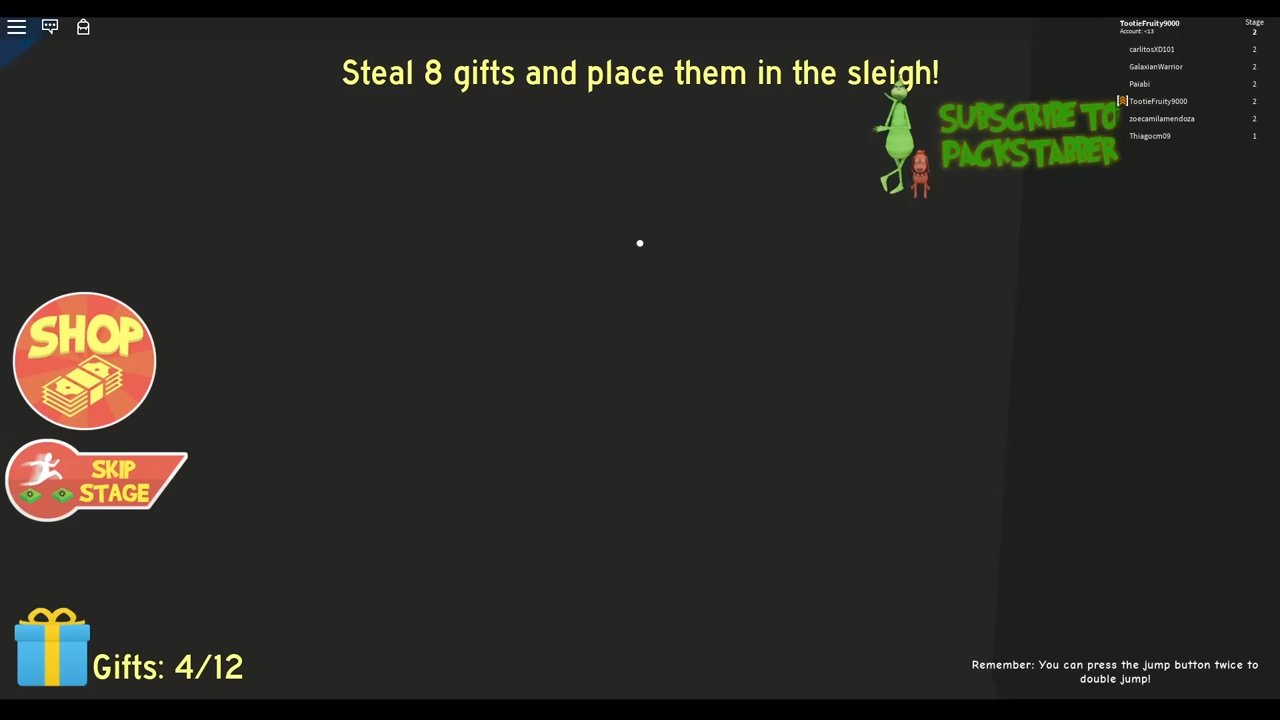 Steal 8 gifts and place them in the sleigh!
SUBSCRIBE TO
PACKSTABBER
TootieFruity9000
Account: <13
Stage
2
carlitosXD101 2
GalaxianWarrior 2
Paiabi 2
TootieFruity9000 2
zoecamilamendoza 2
Thiagocm09 1
SHOP
SKIP
STAGE
Gifts: 4/12
Remember: You can press the jump button twice to
double jump!